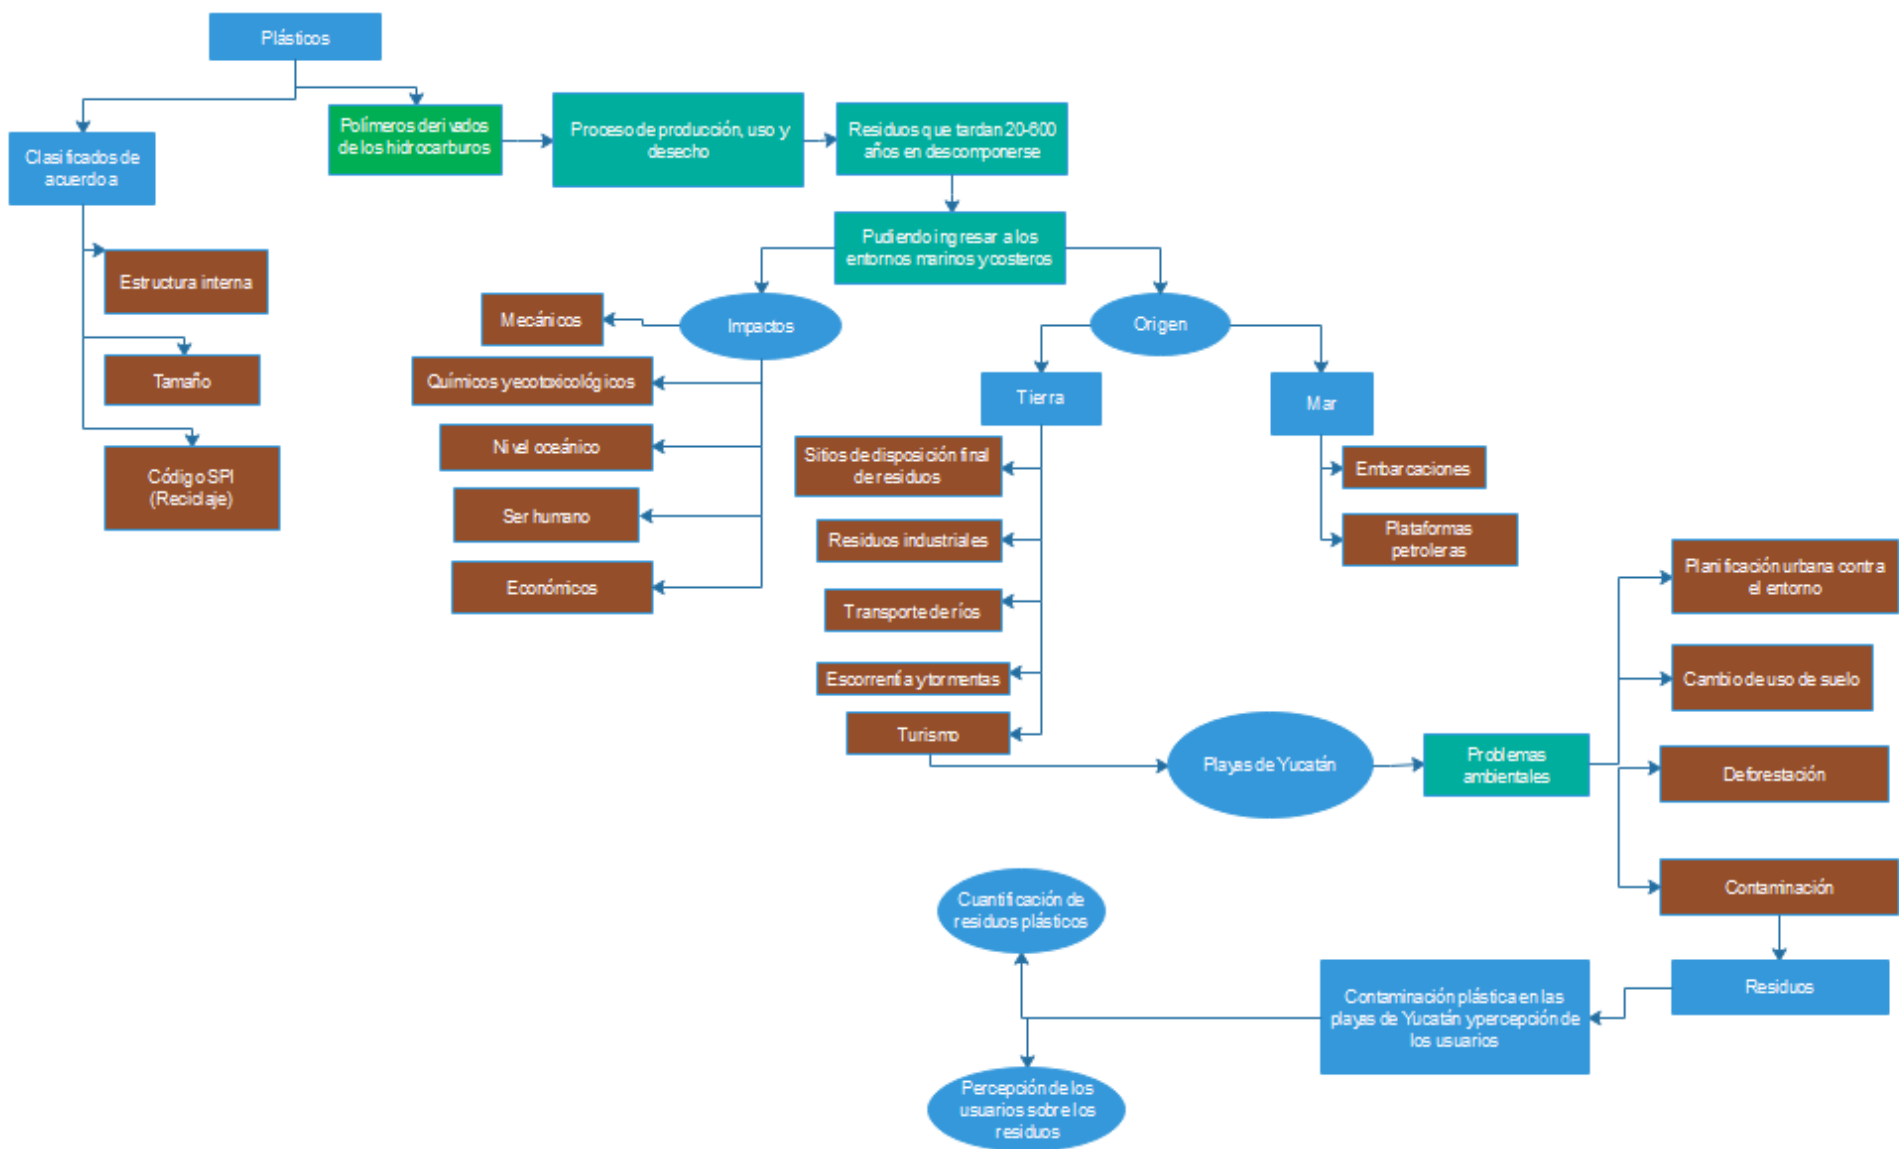 Plásticos
Polímeros derivados
de los hidrocarburos
Proceso de producción, uso y
desecho
Residuos que tardan 20-600
años en descomponerse
Clasificados de
acuerdo a
Estructura interna
Tamaño
Código SPI
(Reciclaje)
Pudiendo ingresar a los
entornos marinos y costeros
Impactos
Mecánicos
Químicos y ecotoxicológicos
Nivel oceánico
Ser humano
Económicos
Origen
Tierra
Sitios de disposición final
de residuos
Residuos industriales
Transporte de ríos
Escorrentía y tormentas
Turismo
Mar
Embarcaciones
Plataformas
petroleras
Playas de Yucatán
Problemas
ambientales
Planificación urbana contra
el entorno
Cambio de uso de suelo
Deforestación
Contaminación
Residuos
Contaminación plástica en las
playas de Yucatán y percepción de
los usuarios
Cuantificación de
residuos plásticos
Percepción de los
usuarios sobre los
residuos